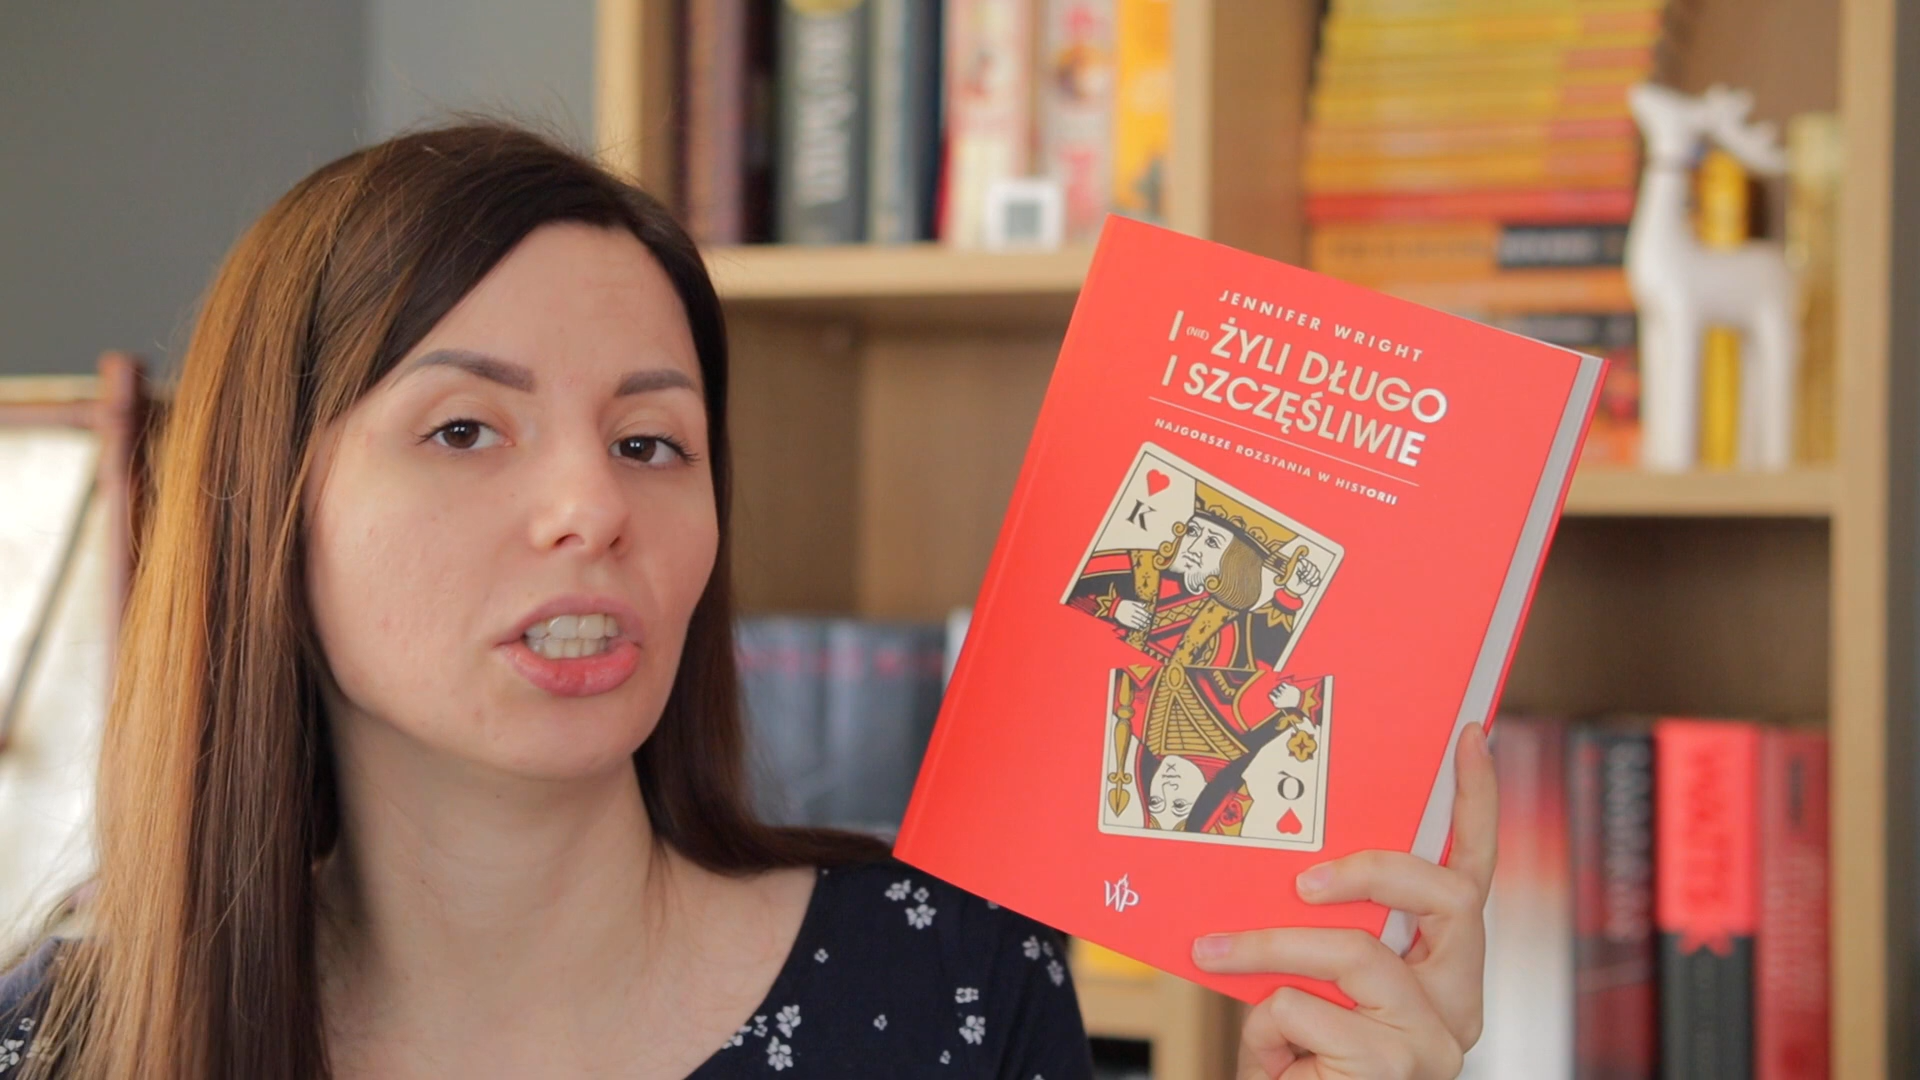 JENNIFER WRIGHT
I (NIE) ŻYLI DŁUGO
I SZCZĘŚLIWIE
NAJGORSZE ROZSTANIA W HISTORII
K
Q
WP